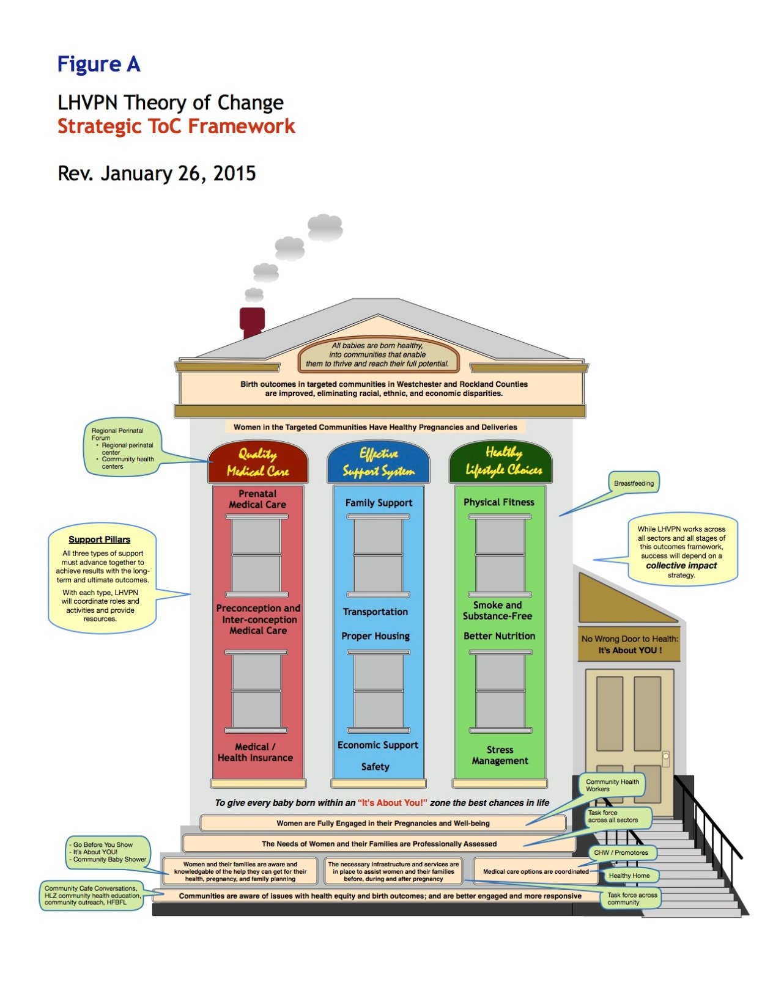 Figure A
LHVPN Theory of Change
Strategic ToC Framework
Rev. January 26, 2015
All babies are born healthy,
into communities that enable
them to thrive and reach their full potential.
Birth outcomes in targeted communities in Westchester and Rockland Counties
are improved, eliminating racial, ethnic, and economic disparities.
Women in the Targeted Communities Have Healthy Pregnancies and Deliveries
Regional Perinatal
Forum
• Regional perinatal
center
• Community health
centers
Quality
Medical Care
Effective
Support System
Healthy
Lifestyle Choices
Prenatal
Medical Care
Preconception and
Inter-conception
Medical Care
Medical /
Health Insurance
Family Support
Transportation
Proper Housing
Economic Support
Safety
Physical Fitness
Smoke and
Substance-Free
Better Nutrition
Stress
Management
Breastfeeding
Support Pillars
All three types of support
must advance together to
achieve results with the long-
term and ultimate outcomes.
With each type, LHVPN
will coordinate roles and
activities and provide
resources.
While LHVPN works across
all sectors and all stages of
this outcomes framework,
success will depend on a
collective impact
strategy.
No Wrong Door to Health:
It's About YOU !
To give every baby born within an “It's About You!” zone the best chances in life
Women are Fully Engaged in their Pregnancies and Well-being
Community Health
Workers
The Needs of Women and their Families are Professionally Assessed
Task force
across all sectors
- Go Before You Show
- It's About YOU!
- Community Baby Shower
Women and their families are aware and
knowledgable of the help they can get for their
health, pregnancy, and family planning
The necessary infrastructure and services are
in place to assist women and their families
before, during and after pregnancy
Medical care options are coordinated
CHW / Promotores
Healthy Home
Community Cafe Conversations,
HLZ community health education,
community outreach, HFBFL
Communities are aware of issues with health equity and birth outcomes; and are better engaged and more responsive
Task force across
community